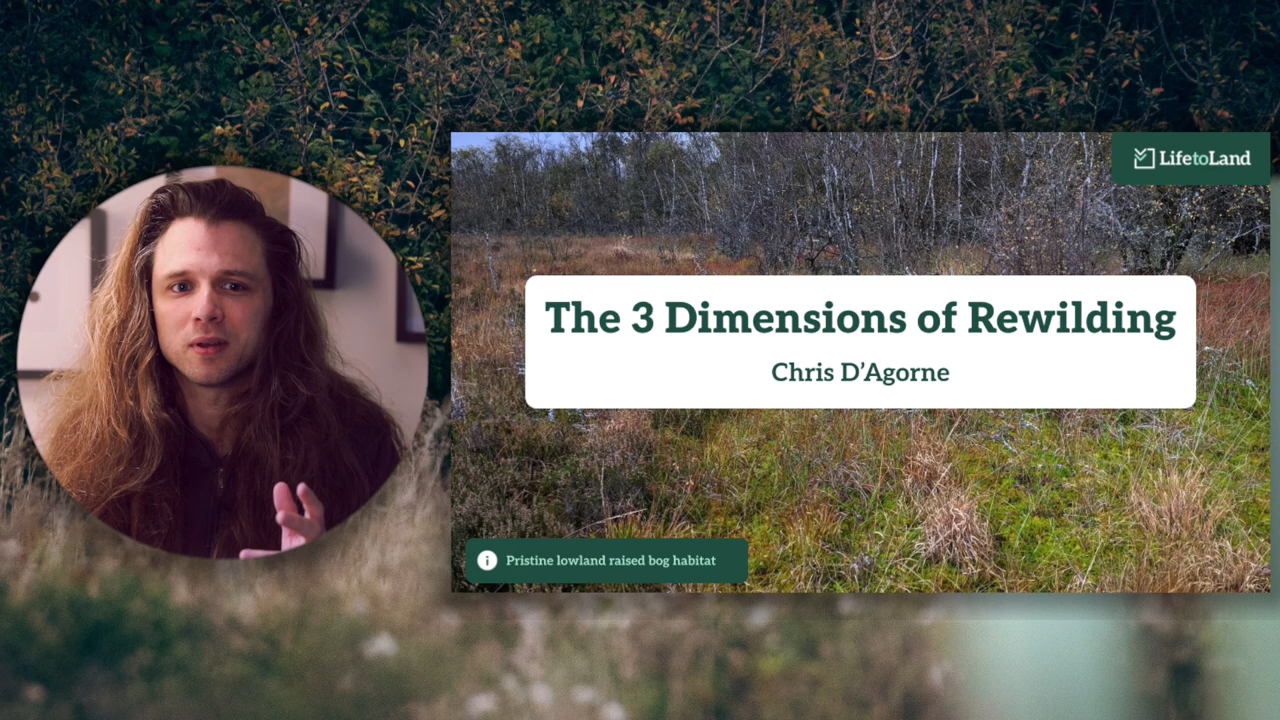 LifetoLand
The 3 Dimensions of Rewilding
Chris D’Agorne
Pristine lowland raised bog habitat